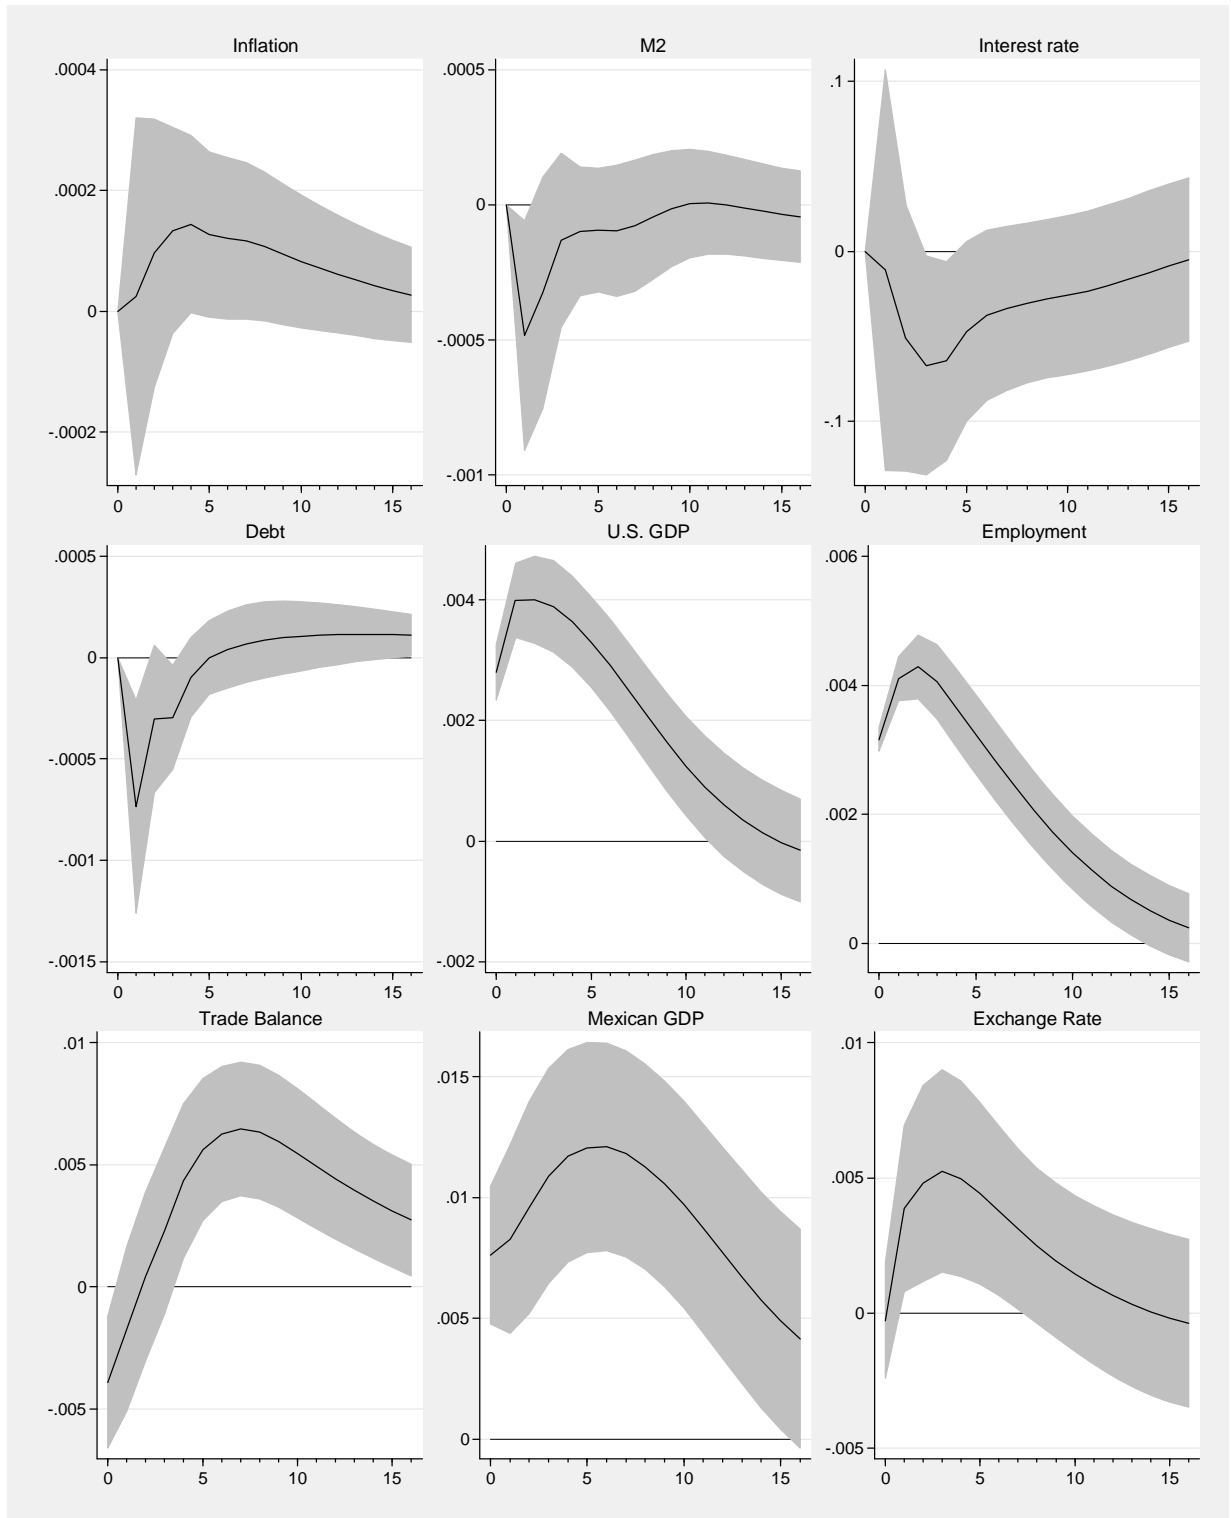 Inflation M2 Interest rate
.0004 .0005 .1
.0002 0 0
0 -.0005 -.1
-.0002 -.001
0 5 10 15 0 5 10 15 0 5 10 15
Debt U.S. GDP Employment
.0005 .004 .006
0 .002 .004
-.0005 0 .002
-.001 -.002 0
-.0015
0 5 10 15 0 5 10 15 0 5 10 15
Trade Balance Mexican GDP Exchange Rate
.01 .015 .01
.005 .01 .005
0 .005 0
-.005 0 -.005
0 5 10 15 0 5 10 15 0 5 10 15